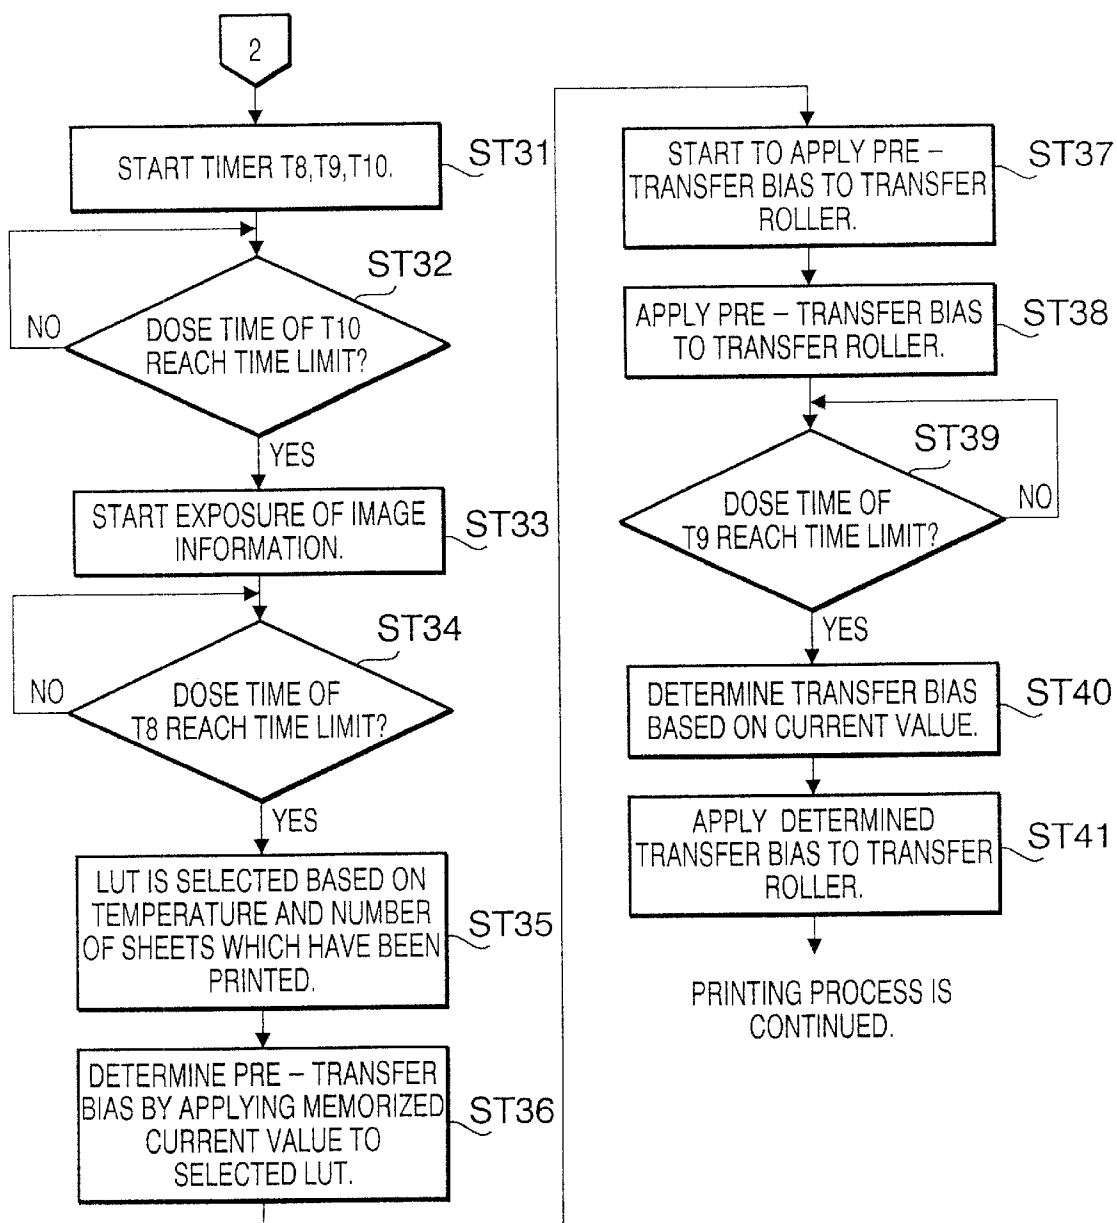 2
START TIMER T8,T9,T10.
ST31
ST32
NO
DOSE TIME OF T10
REACH TIME LIMIT?
YES
START EXPOSURE OF IMAGE
INFORMATION.
ST33
ST34
NO
DOSE TIME OF
T8 REACH TIME LIMIT?
YES
LUT IS SELECTED BASED ON
TEMPERATURE AND NUMBER
OF SHEETS WHICH HAVE BEEN
PRINTED.
ST35
DETERMINE PRE – TRANSFER
BIAS BY APPLYING MEMORIZED
CURRENT VALUE TO
SELECTED LUT.
ST36
START TO APPLY PRE –
TRANSFER BIAS TO TRANSFER
ROLLER.
ST37
APPLY PRE – TRANSFER BIAS
TO TRANSFER ROLLER.
ST38
ST39
NO
DOSE TIME OF
T9 REACH TIME LIMIT?
YES
DETERMINE TRANSFER BIAS
BASED ON CURRENT VALUE.
ST40
APPLY DETERMINED
TRANSFER BIAS TO TRANSFER
ROLLER.
ST41
PRINTING PROCESS IS
CONTINUED.